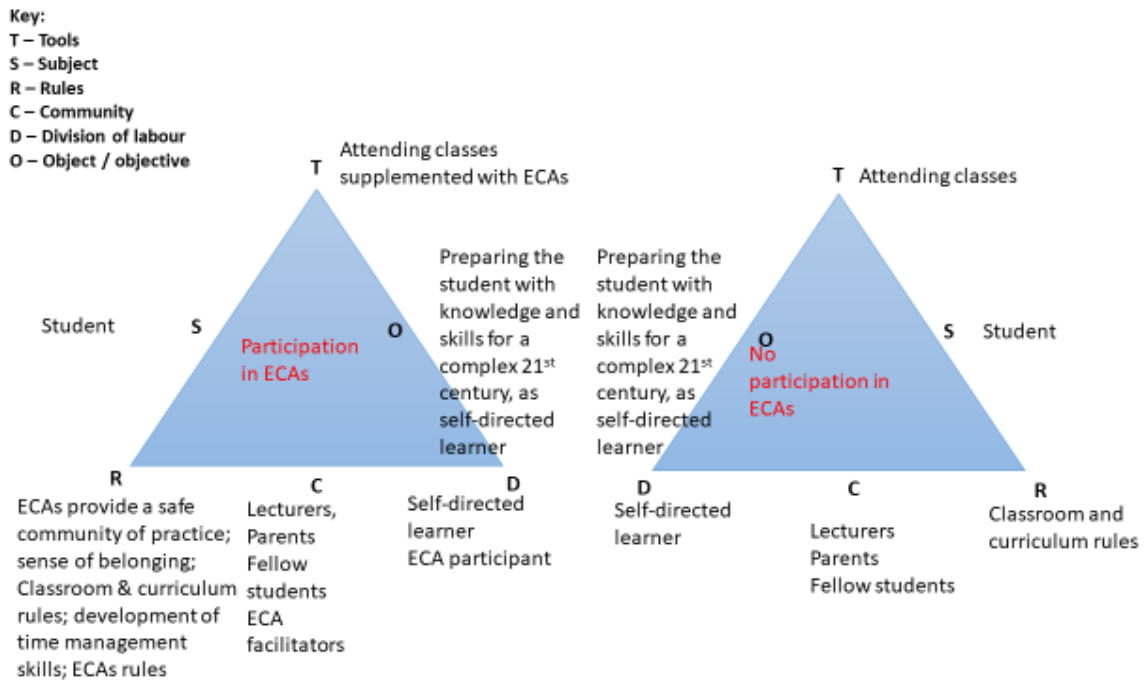 Key:
T – Tools
S – Subject
R – Rules
C – Community
D – Division of labour
O – Object / objective
T
Attending classes
supplemented with ECAs
Student
S
Participation
in ECAs
O
Preparing the
student with
knowledge and
skills for a
complex 21st
century, as
self-directed
learner
R
ECAs provide a safe
community of practice;
sense of belonging;
Classroom & curriculum
rules; development of
time management
skills; ECAs rules
C
Lecturers,
Parents
Fellow
students
ECA
facilitators
D
Self-directed
learner
ECA participant
T
Attending classes
Preparing the
student with
knowledge and
skills for a
complex 21st
century, as
self-directed
learner
O
No
participation in
ECAs
S
Student
D
Self-directed
learner
C
Lecturers
Parents
Fellow students
R
Classroom and
curriculum rules